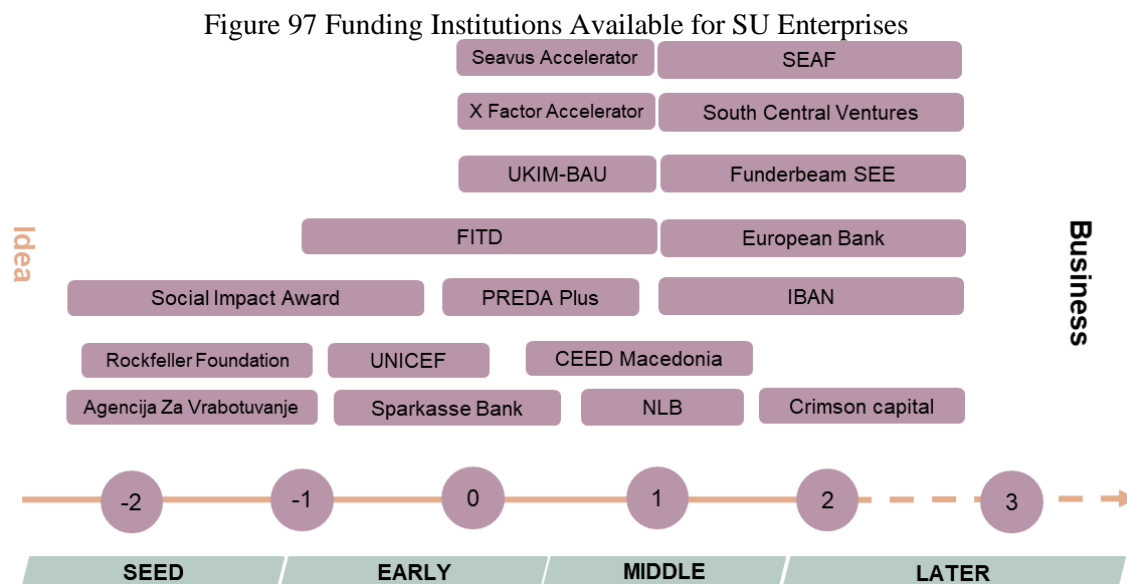 Figure 97 Funding Institutions Available for SU Enterprises
Seavus Accelerator
SEAF
X Factor Accelerator
South Central Ventures
UKIM-BAU
Funderbeam SEE
Idea
FITD
European Bank
Business
Social Impact Award
PREDA Plus
IBAN
Rockfeller Foundation
UNICEF
CEED Macedonia
Agencija Za Vrabotuvanje
Sparkasse Bank
NLB
Crimson capital
-2
-1
0
1
2
3
SEED
EARLY
MIDDLE
LATER